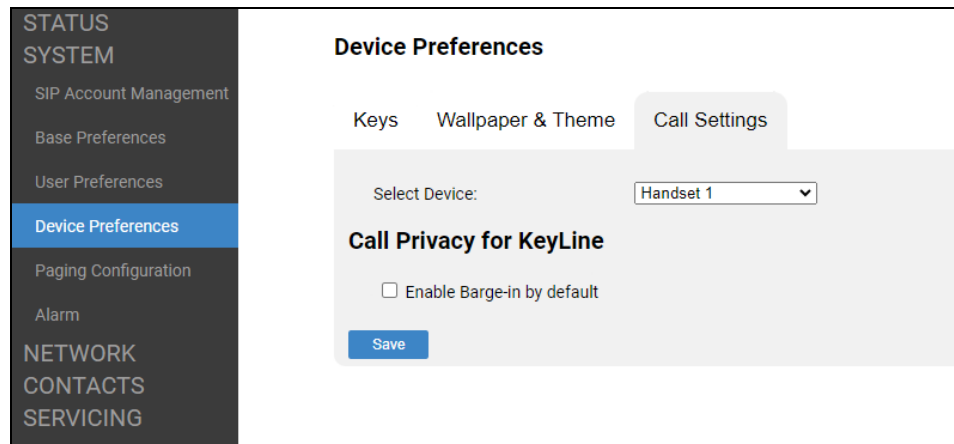 STATUS
SYSTEM
SIP Account Management
Base Preferences
User Preferences
Device Preferences
Paging Configuration
Alarm
NETWORK
CONTACTS
SERVICING
Device Preferences
Keys Wallpaper & Theme Call Settings
Select Device: Handset 1
Call Privacy for KeyLine
Enable Barge-in by default
Save